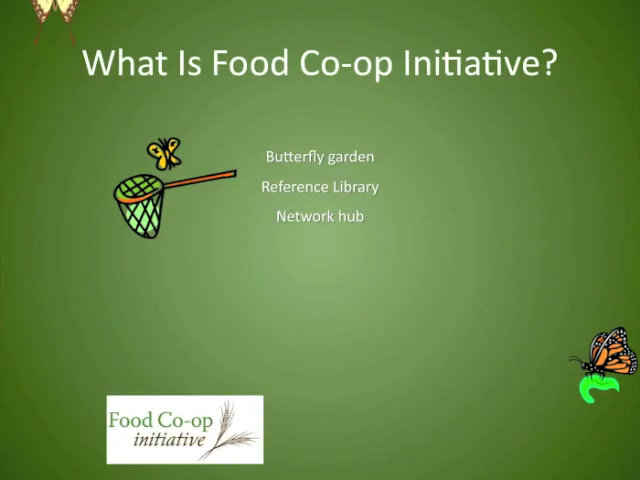 What Is Food Co-op Initiative?
Butterfly garden
Reference Library
Network hub
Food Co-op
initiative